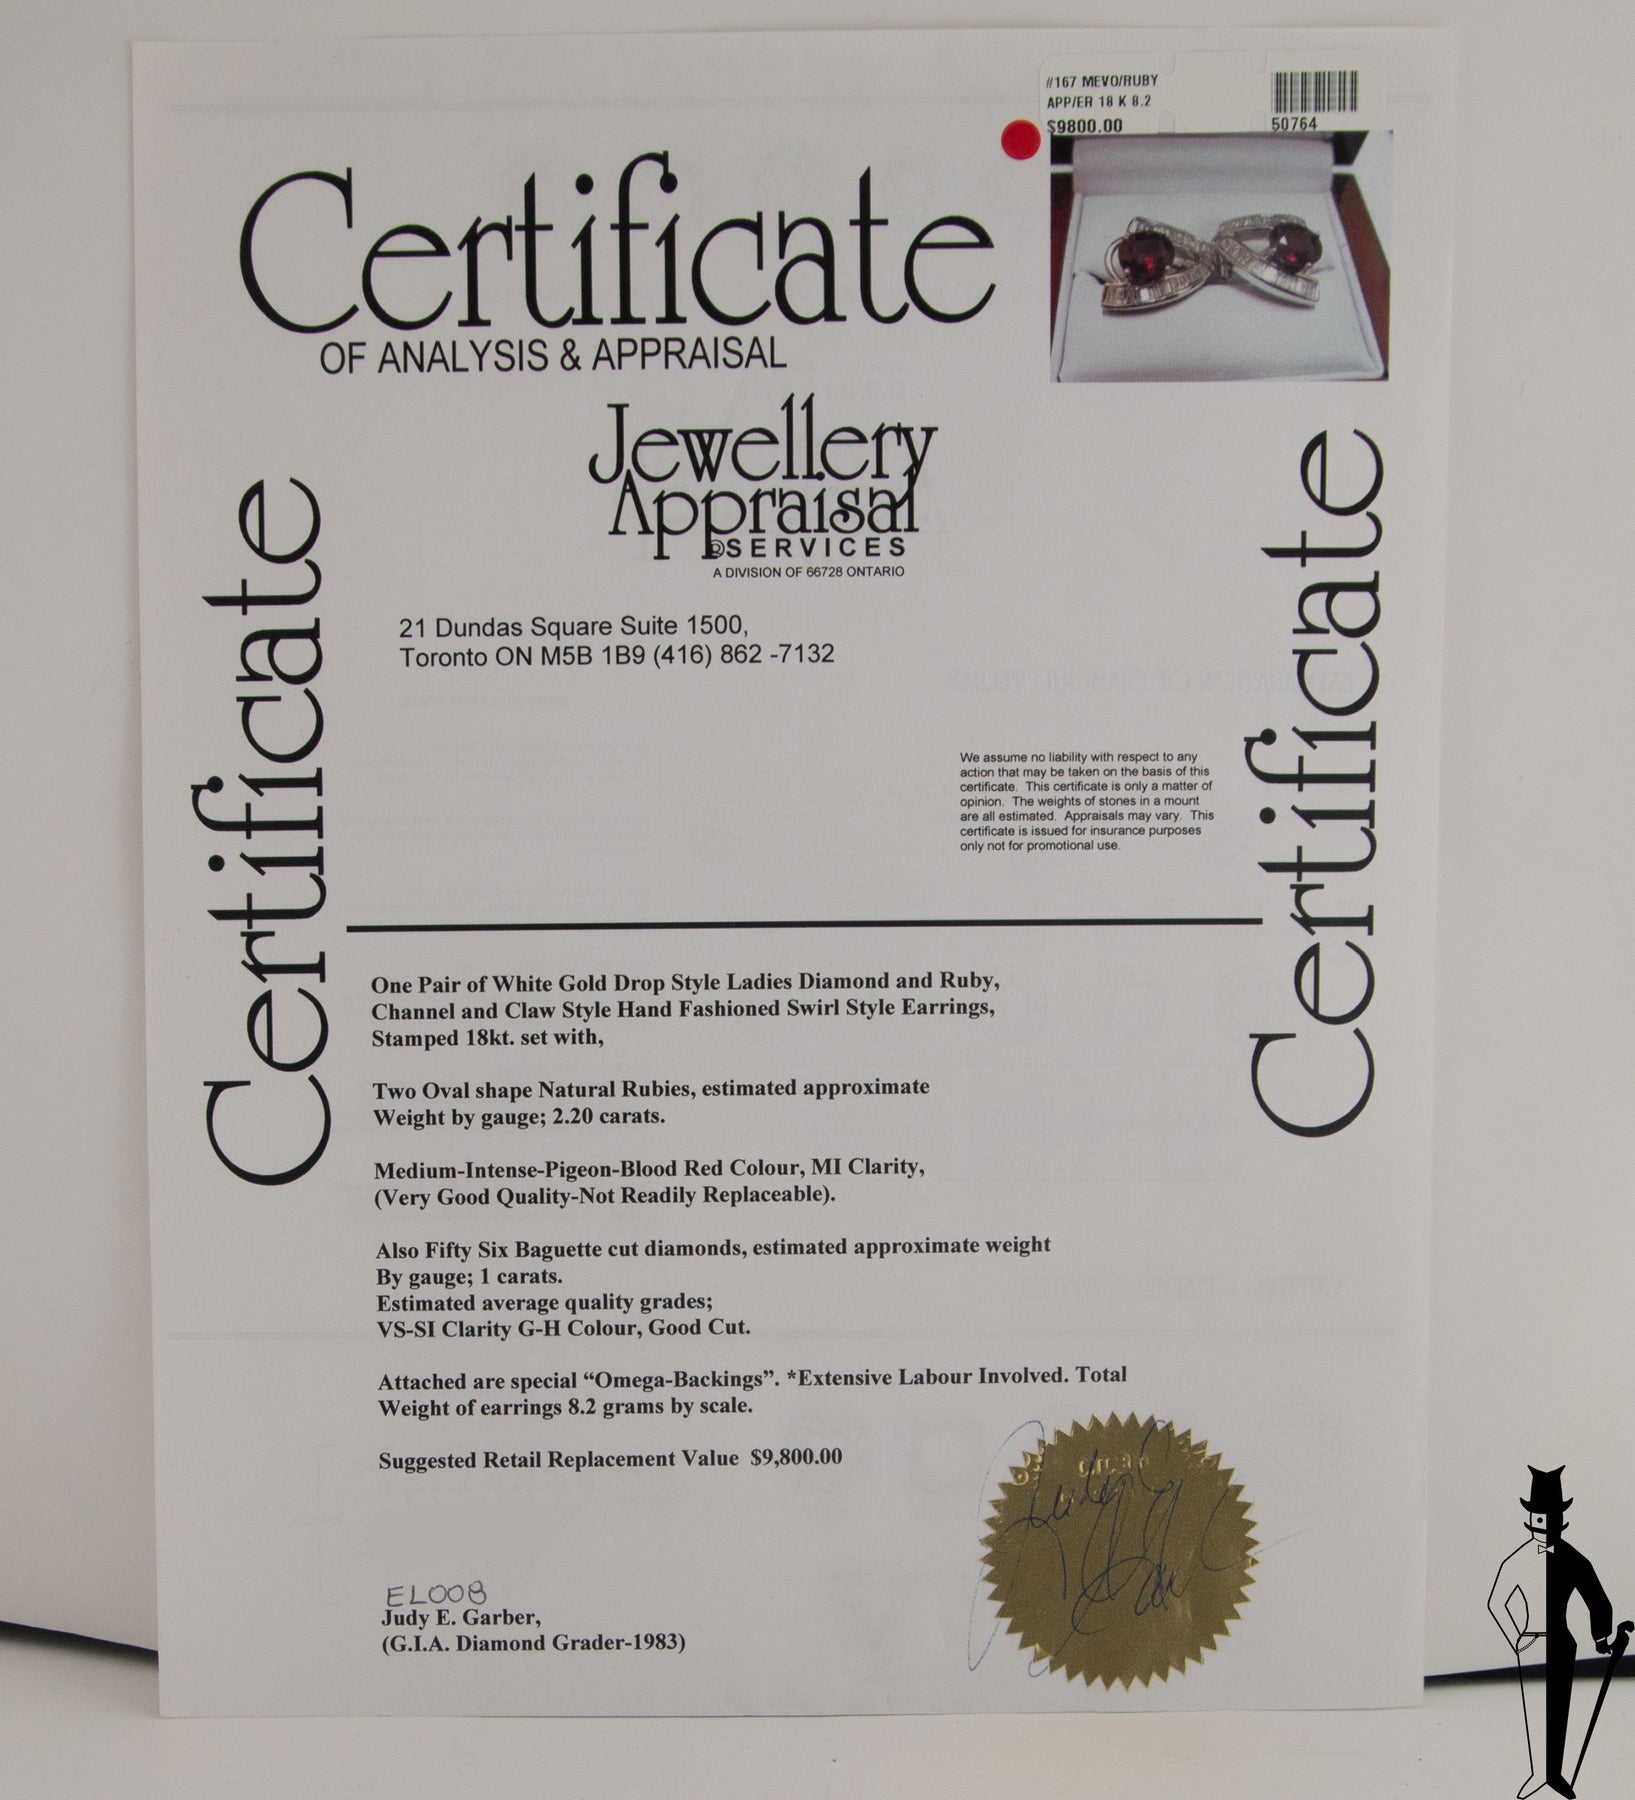 #167 MEVO/RUBY
APP/ER 18 K 8.2
$9800.00
50764
Certificate
OF ANALYSIS & APPRAISAL
Jewellery
Appraisal
SERVICES
A DIVISION OF 66728 ONTARIO
Certificate
Certificate
21 Dundas Square Suite 1500,
Toronto ON M5B 1B9 (416) 862 -7132
We assume no liability with respect to any
action that may be taken on the basis of this
certificate. This certificate is only a matter of
opinion. The weights of stones in a mount
are all estimated. Appraisals may vary. This
certificate is issued for insurance purposes
only not for promotional use.
One Pair of White Gold Drop Style Ladies Diamond and Ruby,
Channel and Claw Style Hand Fashioned Swirl Style Earrings,
Stamped 18kt. set with,
Two Oval shape Natural Rubies, estimated approximate
Weight by gauge; 2.20 carats.
Medium-Intense-Pigeon-Blood Red Colour, MI Clarity,
(Very Good Quality-Not Readily Replaceable).
Also Fifty Six Baguette cut diamonds, estimated approximate weight
By gauge; 1 carats.
Estimated average quality grades;
VS-SI Clarity G-H Colour, Good Cut.
Attached are special “Omega-Backings”. *Extensive Labour Involved. Total
Weight of earrings 8.2 grams by scale.
Suggested Retail Replacement Value $9,800.00
EL008
Judy E. Garber,
(G.I.A. Diamond Grader-1983)